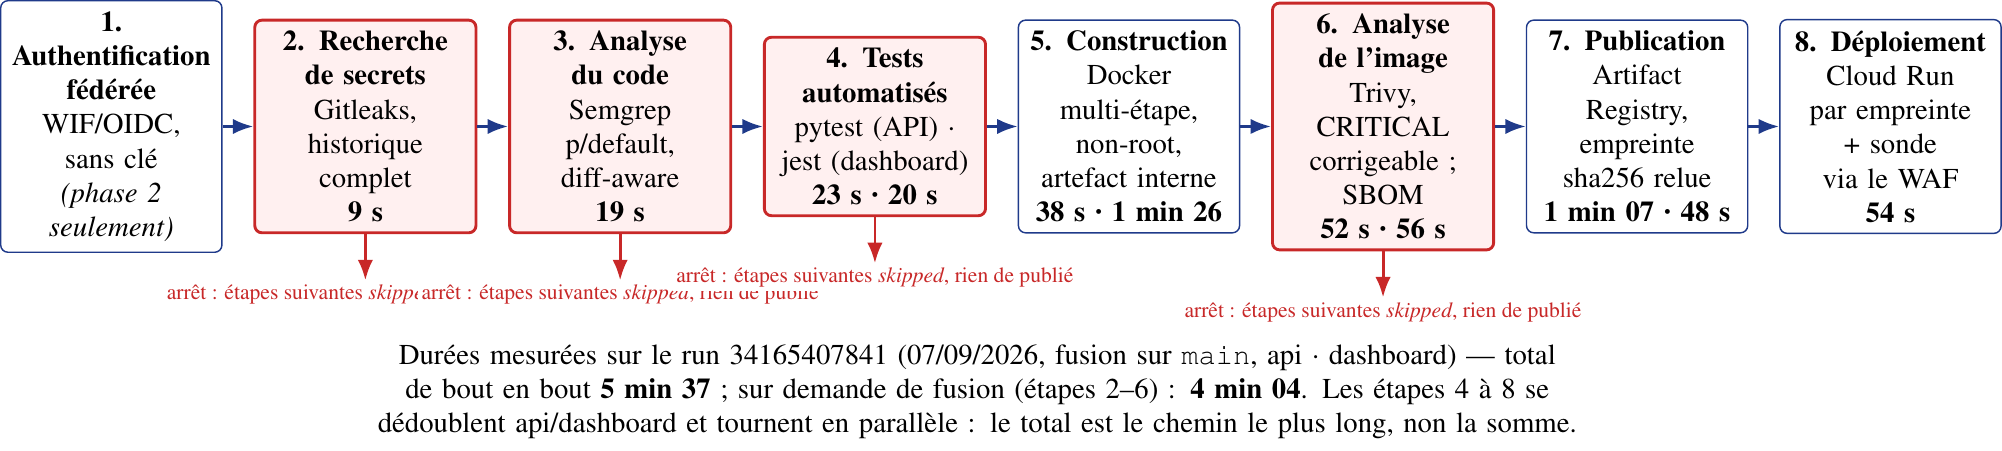 1.
Authentification
fédérée
WIF/OIDC,
sans clé
(phase 2
seulement)
2. Recherche
de secrets
Gitleaks,
historique
complet
9 s
3. Analyse
du code
Semgrep
p/default,
diff-aware
19 s
4. Tests
automatisés
pytest (API) ·
jest (dashboard)
23 s · 20 s
5. Construction
Docker
multi-étape,
non-root,
artefact interne
38 s · 1 min 26
6. Analyse
de l'image
Trivy,
CRITICAL
corrigeable ;
SBOM
52 s · 56 s
7. Publication
Artifact
Registry,
empreinte
sha256 relue
1 min 07 · 48 s
8. Déploiement
Cloud Run
par empreinte
+ sonde
via le WAF
54 s
arrêt : étapes suivantes
arrêt : étapes suivantes skipped, rien de publié
arrêt : étapes suivantes skipped, rien de publié
arrêt : étapes suivantes skipped, rien de publié
Durées mesurées sur le run 34165407841 (07/09/2026, fusion sur main, api · dashboard) — total
de bout en bout 5 min 37 ; sur demande de fusion (étapes 2–6) : 4 min 04. Les étapes 4 à 8 se
dédoublent api/dashboard et tournent en parallèle : le total est le chemin le plus long, non la somme.